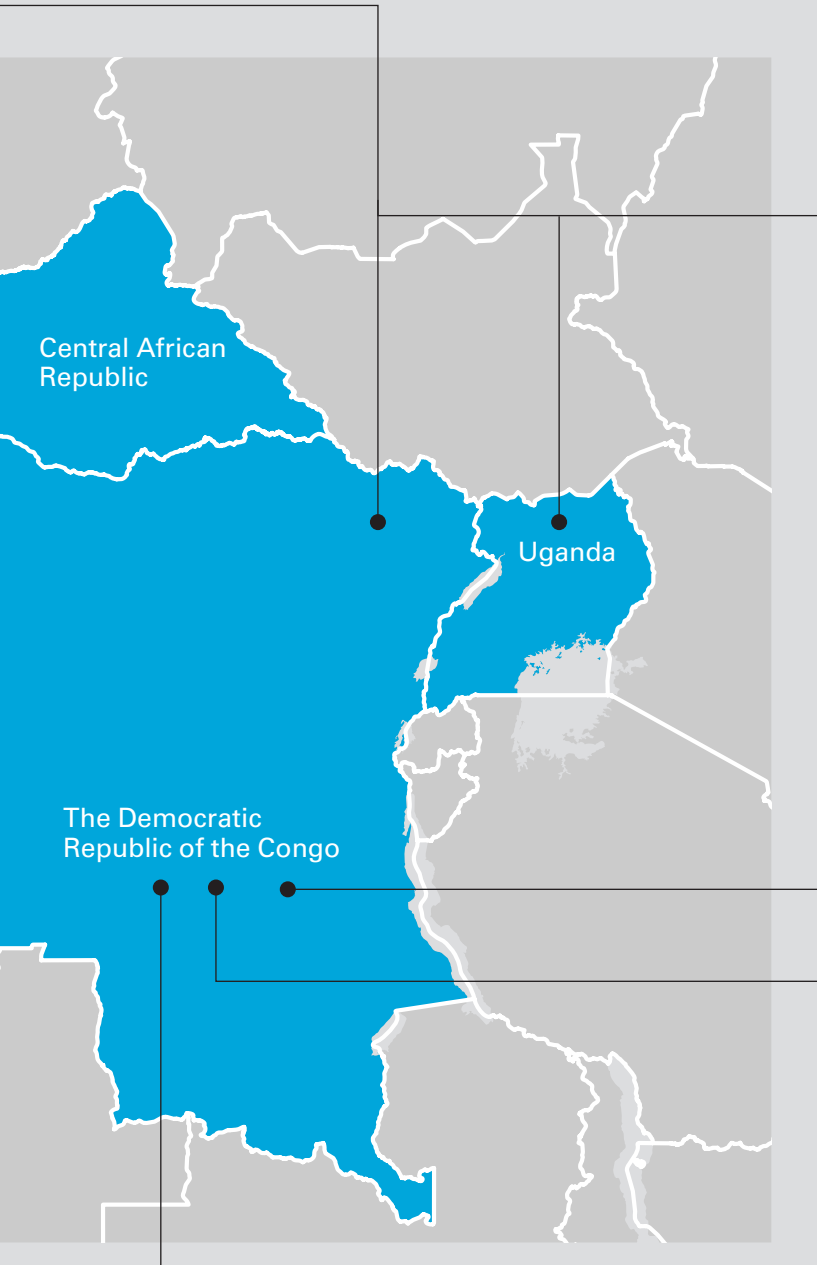 Central African
Republic
Uganda
The Democratic
Republic of the Congo